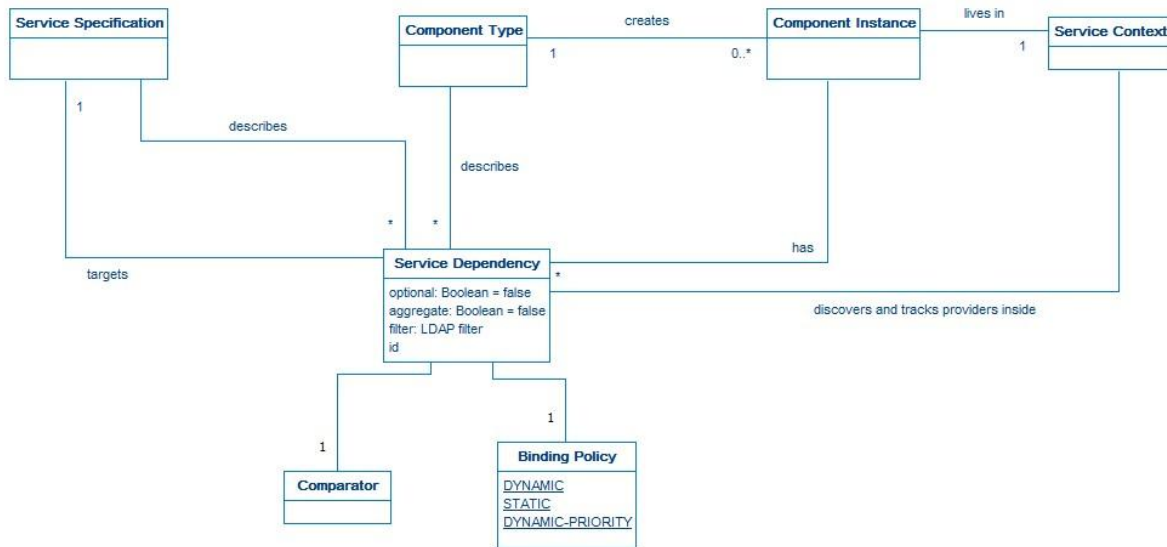 Service Specification
Component Type
creates
1
0..*
Component Instance
lives in
1
Service Context
1
describes
describes
*
*
targets
has
*
discovers and tracks providers inside
Service Dependency
optional: Boolean = false
aggregate: Boolean = false
filter: LDAP filter
id
1
1
Comparator
Binding Policy
DYNAMIC
STATIC
DYNAMIC-PRIORITY